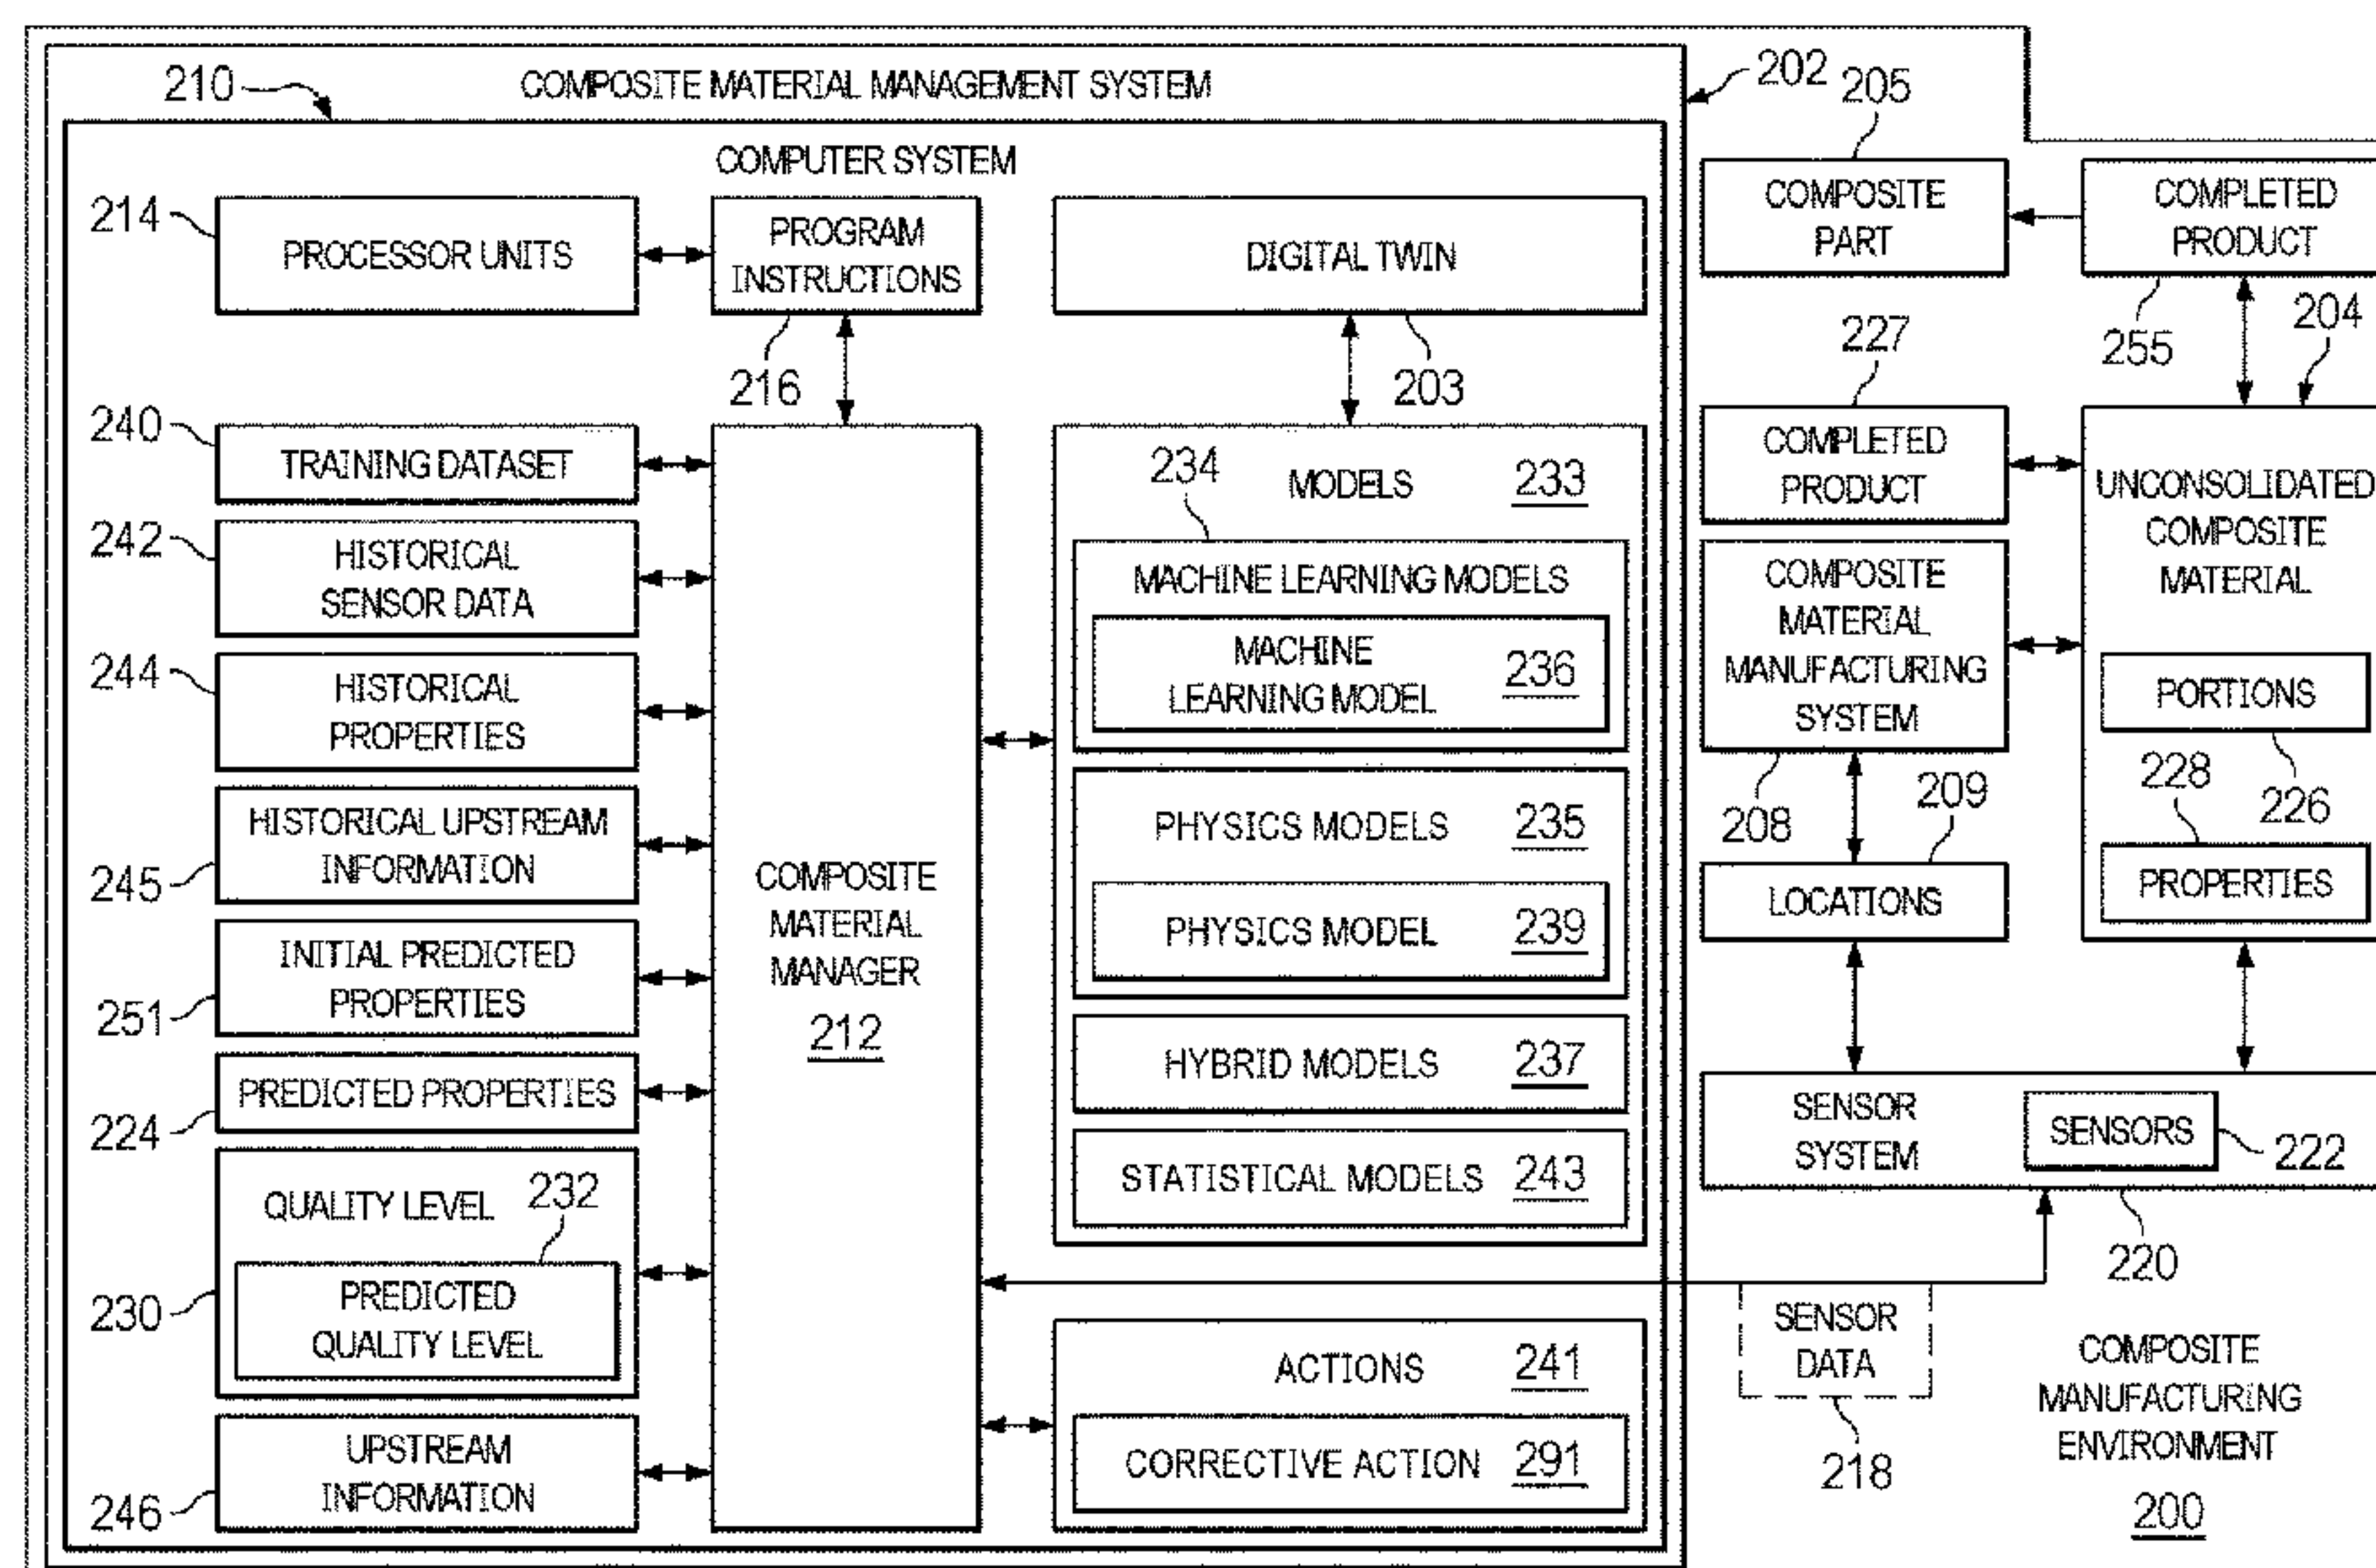 COMPOSITE MATERIAL MANAGEMENT SYSTEM
210
202
COMPUTER SYSTEM
214
PROCESSOR UNITS
PROGRAM
INSTRUCTIONS
216
DIGITAL TWIN
203
240
TRAINING DATASET
242
HISTORICAL
SENSOR DATA
244
HISTORICAL
PROPERTIES
HISTORICAL UPSTREAM
INFORMATION
245
INITIAL PREDICTED
PROPERTIES
251
PREDICTED PROPERTIES
224
QUALITY LEVEL
232
PREDICTED
QUALITY LEVEL
230
UPSTREAM
INFORMATION
246
COMPOSITE
MATERIAL
MANAGER
212
234
MODELS 233
MACHINE LEARNING MODELS
MACHINE
LEARNING MODEL
236
PHYSICS MODELS 235
PHYSICS MODEL 239
HYBRID MODELS 237
STATISTICAL MODELS 243
ACTIONS 241
CORRECTIVE ACTION 291
205
COMPOSITE
PART
COMPLETED
PRODUCT
255
204
227
COMPLETED
PRODUCT
UNCONSOLIDATED
COMPOSITE
MATERIAL
COMPOSITE
MATERIAL
MANUFACTURING
SYSTEM
208
PORTIONS
226
228
PROPERTIES
209
LOCATIONS
SENSOR
SYSTEM
SENSORS
222
220
SENSOR
DATA
218
COMPOSITE
MANUFACTURING
ENVIRONMENT
200